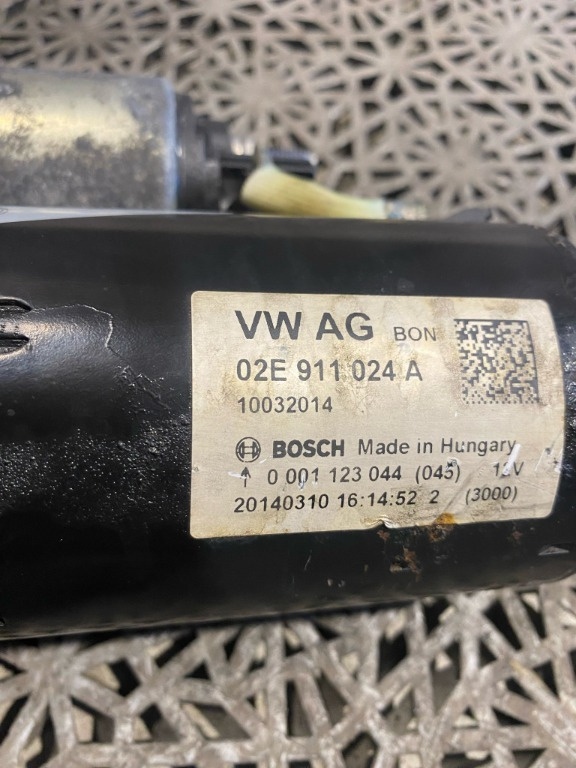 VW AG BON
02E 911 024 A
10032014
BOSCH Made in Hungary
↑ 0 001 123 044 (045) 12V
20140310 16:14:52 2 (3000)